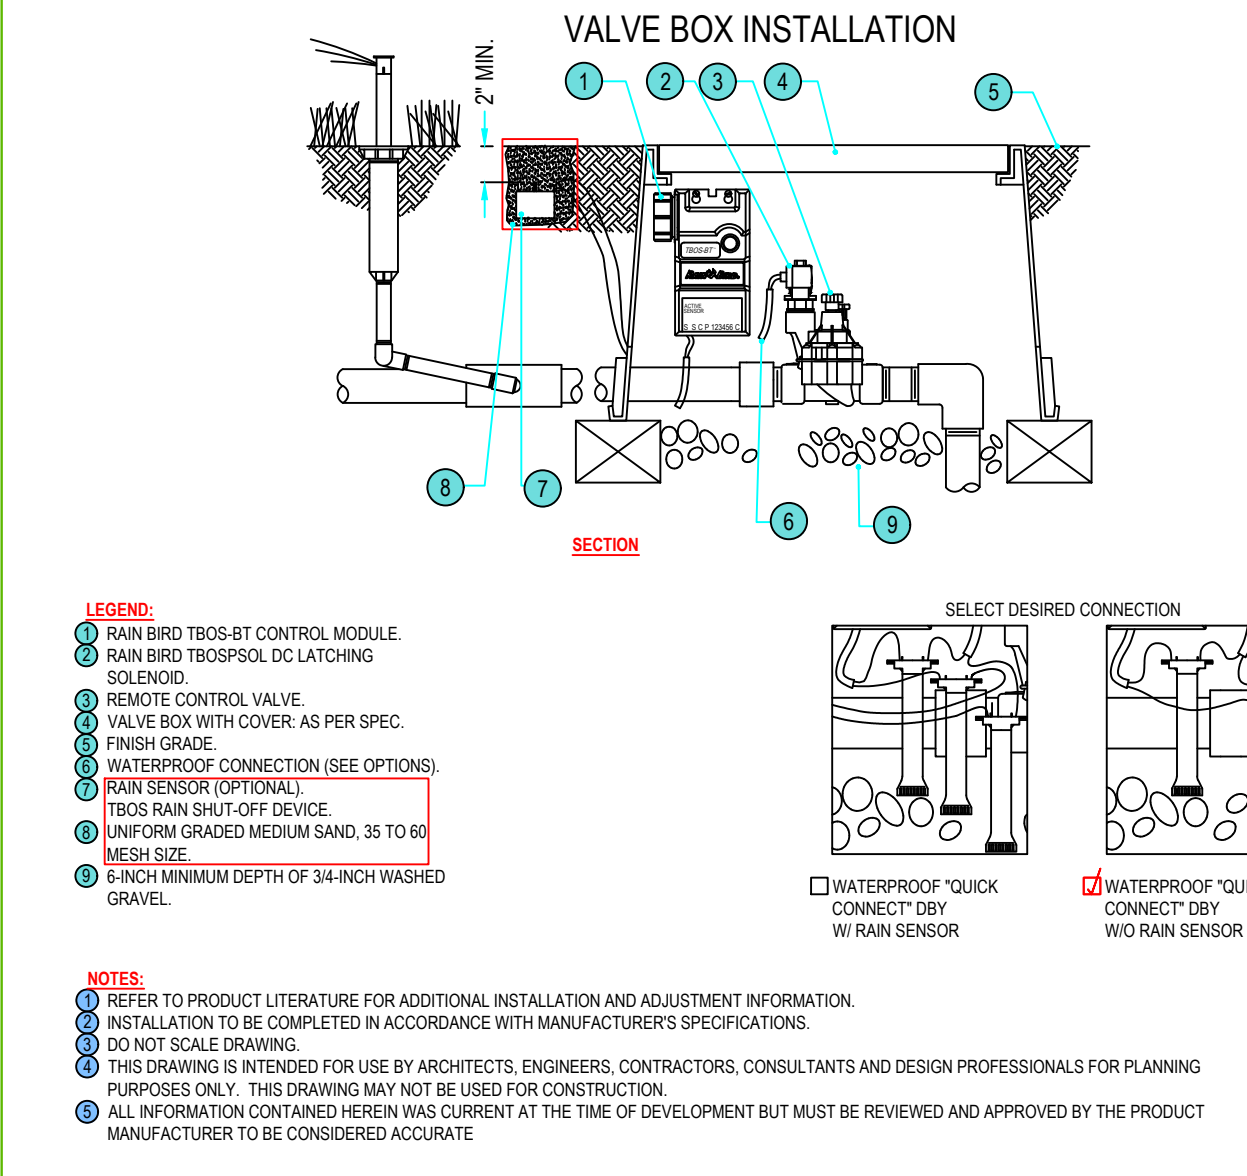 VALVE BOX INSTALLATION
2" MIN.
1
2
3
4
5
TBOS-BT
Rain Bird.
ACTIVE
SENSOR
S S C P 123456 C
8
7
6
9
SECTION
LEGEND:
1 RAIN BIRD TBOS-BT CONTROL MODULE.
2 RAIN BIRD TBOSPSOL DC LATCHING
SOLENOID.
3 REMOTE CONTROL VALVE.
4 VALVE BOX WITH COVER: AS PER SPEC.
5 FINISH GRADE.
6 WATERPROOF CONNECTION (SEE OPTIONS).
7 RAIN SENSOR (OPTIONAL).
TBOS RAIN SHUT-OFF DEVICE.
8 UNIFORM GRADED MEDIUM SAND, 35 TO 60
MESH SIZE.
9 6-INCH MINIMUM DEPTH OF 3/4-INCH WASHED
GRAVEL.
SELECT DESIRED CONNECTION
WATERPROOF "QUICK
CONNECT" DBY
W/ RAIN SENSOR
WATERPROOF "QUI
CONNECT" DBY
W/O RAIN SENSOR
NOTES:
1 REFER TO PRODUCT LITERATURE FOR ADDITIONAL INSTALLATION AND ADJUSTMENT INFORMATION.
2 INSTALLATION TO BE COMPLETED IN ACCORDANCE WITH MANUFACTURER'S SPECIFICATIONS.
3 DO NOT SCALE DRAWING.
4 THIS DRAWING IS INTENDED FOR USE BY ARCHITECTS, ENGINEERS, CONTRACTORS, CONSULTANTS AND DESIGN PROFESSIONALS FOR PLANNING
PURPOSES ONLY. THIS DRAWING MAY NOT BE USED FOR CONSTRUCTION.
5 ALL INFORMATION CONTAINED HEREIN WAS CURRENT AT THE TIME OF DEVELOPMENT BUT MUST BE REVIEWED AND APPROVED BY THE PRODUCT
MANUFACTURER TO BE CONSIDERED ACCURATE